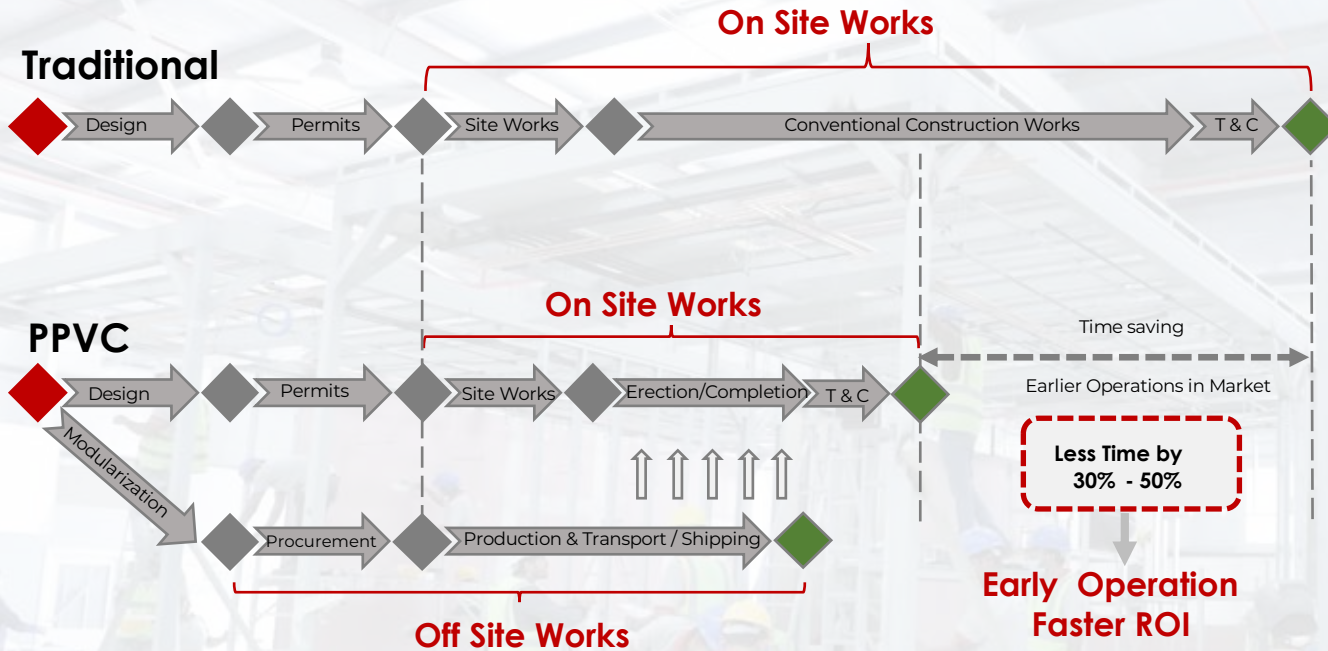 On Site Works
Traditional
Design
Permits
Site Works
Conventional Construction Works
T & C
On Site Works
PPVC
Time saving
Design
Permits
Site Works
Erection/Completion
T & C
Earlier Operations in Market
Modularization
Less Time by
30% - 50%
Procurement
Production & Transport / Shipping
Early Operation
Faster ROI
Off Site Works